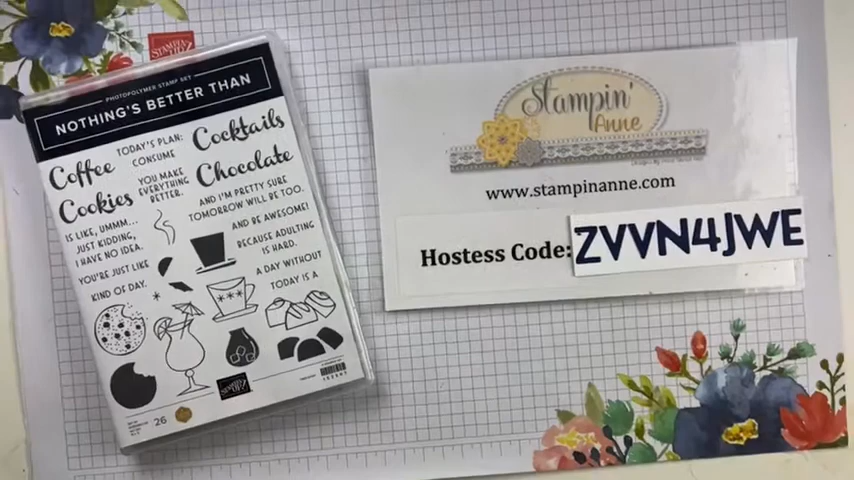 STAMPIN' UP!
PHOTOPOLYMER STAMP SET
NOTHING'S BETTER THAN
Coffee
TODAY'S PLAN:
CONSUME
Cocktails
Cookies
YOU MAKE
EVERYTHING
BETTER.
Chocolate
IS LIKE, UMMM...
JUST KIDDING,
I HAVE NO IDEA.
AND I'M PRETTY SURE
TOMORROW WILL BE TOO.
AND BE AWESOME!
BECAUSE ADULTING
IS HARD.
YOU'RE JUST LIKE
KIND OF DAY.
A DAY WITHOUT
TODAY IS A
26
Stampin'
Anne
www.stampinanne.com
Hostess Code:
ZVVN4JWE